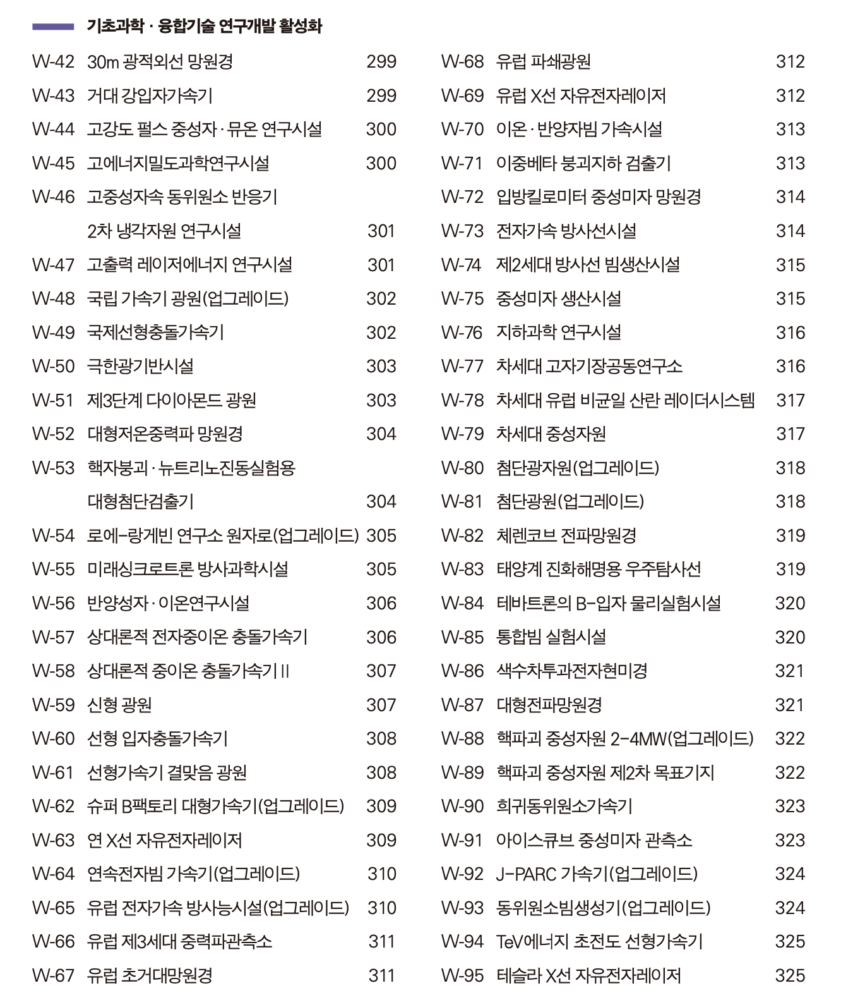 기초과학 · 융합기술 연구개발 활성화
W-42 30m 광적외선 망원경 299
W-43 거대 강입자가속기 299
W-44 고강도 펄스 중성자 · 뮤온 연구시설 300
W-45 고에너지밀도과학연구시설 300
W-46 고중성자속 동위원소 반응기
2차 냉각자원 연구시설 301
W-47 고출력 레이저에너지 연구시설 301
W-48 국립 가속기 광원(업그레이드) 302
W-49 국제선형충돌가속기 302
W-50 극한광기반시설 303
W-51 제3단계 다이아몬드 광원 303
W-52 대형저온중력파 망원경 304
W-53 핵자붕괴 · 뉴트리노진동실험용
대형첨단검출기 304
W-54 로에-랑게빈 연구소 원자로(업그레이드) 305
W-55 미래싱크로트론 방사과학시설 305
W-56 반양성자 · 이온연구시설 306
W-57 상대론적 전자중이온 충돌가속기 306
W-58 상대론적 중이온 충돌가속기Ⅱ 307
W-59 신형 광원 307
W-60 선형 입자충돌가속기 308
W-61 선형가속기 결맞음 광원 308
W-62 슈퍼 B팩토리 대형가속기(업그레이드) 309
W-63 연 X선 자유전자레이저 309
W-64 연속전자빔 가속기(업그레이드) 310
W-65 유럽 전자가속 방사능시설(업그레이드) 310
W-66 유럽 제3세대 중력파관측소 311
W-67 유럽 초거대망원경 311
W-68 유럽 파쇄광원 312
W-69 유럽 X선 자유전자레이저 312
W-70 이온 · 반양자빔 가속시설 313
W-71 이중베타 붕괴지하 검출기 313
W-72 입방킬로미터 중성미자 망원경 314
W-73 전자가속 방사선시설 314
W-74 제2세대 방사선 빔생산시설 315
W-75 중성미자 생산시설 315
W-76 지하과학 연구시설 316
W-77 차세대 고자기장공동연구소 316
W-78 차세대 유럽 비균일 산란 레이더시스템 317
W-79 차세대 중성자원 317
W-80 첨단광자원(업그레이드) 318
W-81 첨단광원(업그레이드) 318
W-82 체렌코브 전파망원경 319
W-83 태양계 진화해명용 우주탐사선 319
W-84 테바트론의 B-입자 물리실험시설 320
W-85 통합빔 실험시설 320
W-86 색수차투과전자현미경 321
W-87 대형전파망원경 321
W-88 핵파괴 중성자원 2-4MW(업그레이드) 322
W-89 핵파괴 중성자원 제2차 목표기지 322
W-90 희귀동위원소가속기 323
W-91 아이스큐브 중성미자 관측소 323
W-92 J-PARC 가속기(업그레이드) 324
W-93 동위원소빔생성기(업그레이드) 324
W-94 TeV에너지 초전도 선형가속기 325
W-95 테슬라 X선 자유전자레이저 325